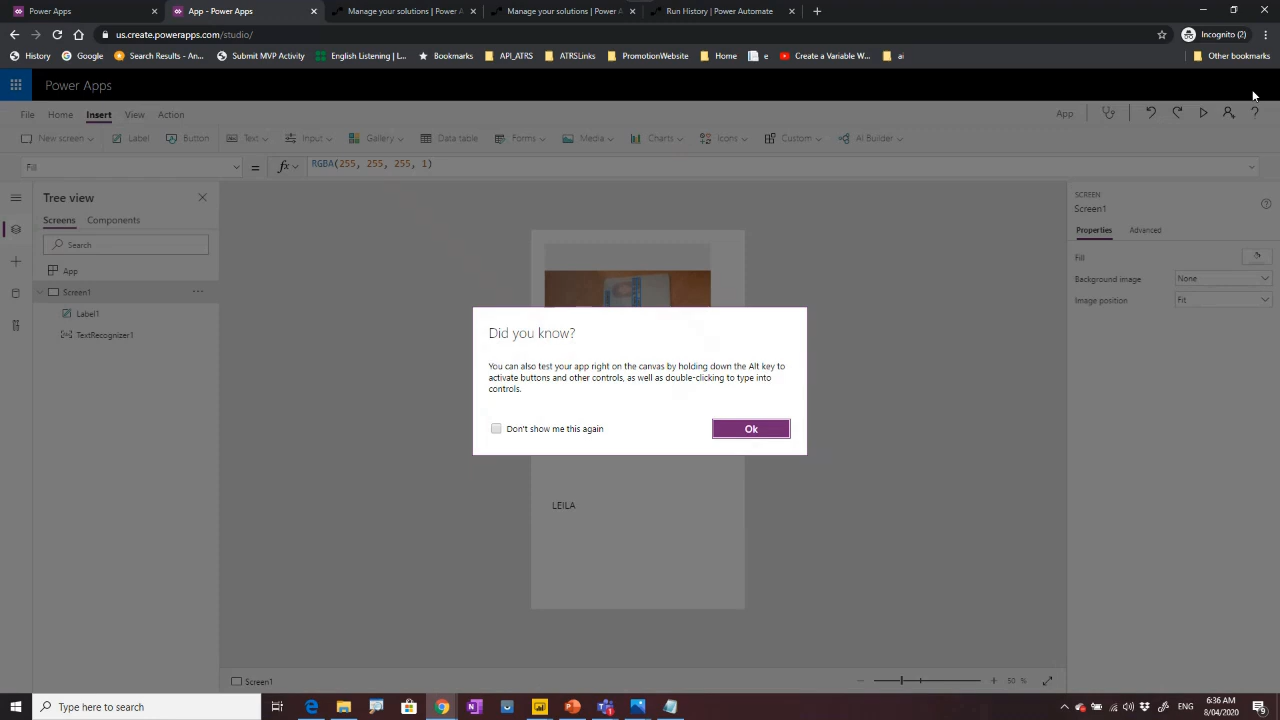 Power Apps
App - Power Apps
Manage your solutions | Power A
Manage your solutions | Power A
Run History | Power Automate
us.create.powerapps.com/studio/
Incognito (2)
History
Google
Search Results - An...
Submit MVP Activity
English Listening | L...
Bookmarks
API_ATRS
ATRSLinks
PromotionWebsite
Home
e
Create a Variable W...
ai
Other bookmarks
Power Apps
File
Home
Insert
View
Action
App
New screen
Label
Button
Text
Input
Gallery
Data table
Forms
Media
Charts
Icons
Custom
AI Builder
Fill
= fx RGBA(255, 255, 255, 1)
Tree view
Screens
Components
Search
App
Screen1
Label1
TextRecognizer1
SCREEN
Screen1
Properties
Advanced
Fill
Background image
None
Image position
Fit
Did you know?
You can also test your app right on the canvas by holding down the Alt key to
activate buttons and other controls, as well as double-clicking to type into
controls.
Don't show me this again
Ok
LEILA
Screen1
50 %
Type here to search
ENG
6:36 AM
8/04/2020